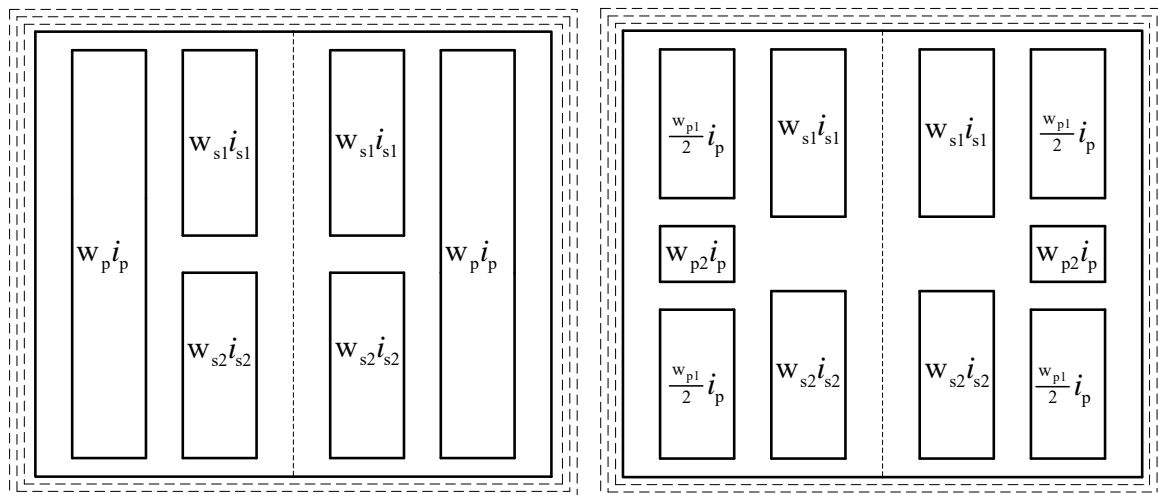 w_s1 i_s1 w_s1 i_s1
w_p i_p w_p i_p
w_s2 i_s2 w_s2 i_s2
w_p1/2 i_p w_s1 i_s1 w_s1 i_s1 w_p1/2 i_p
w_p2 i_p w_p2 i_p
w_p1/2 i_p w_s2 i_s2 w_s2 i_s2 w_p1/2 i_p